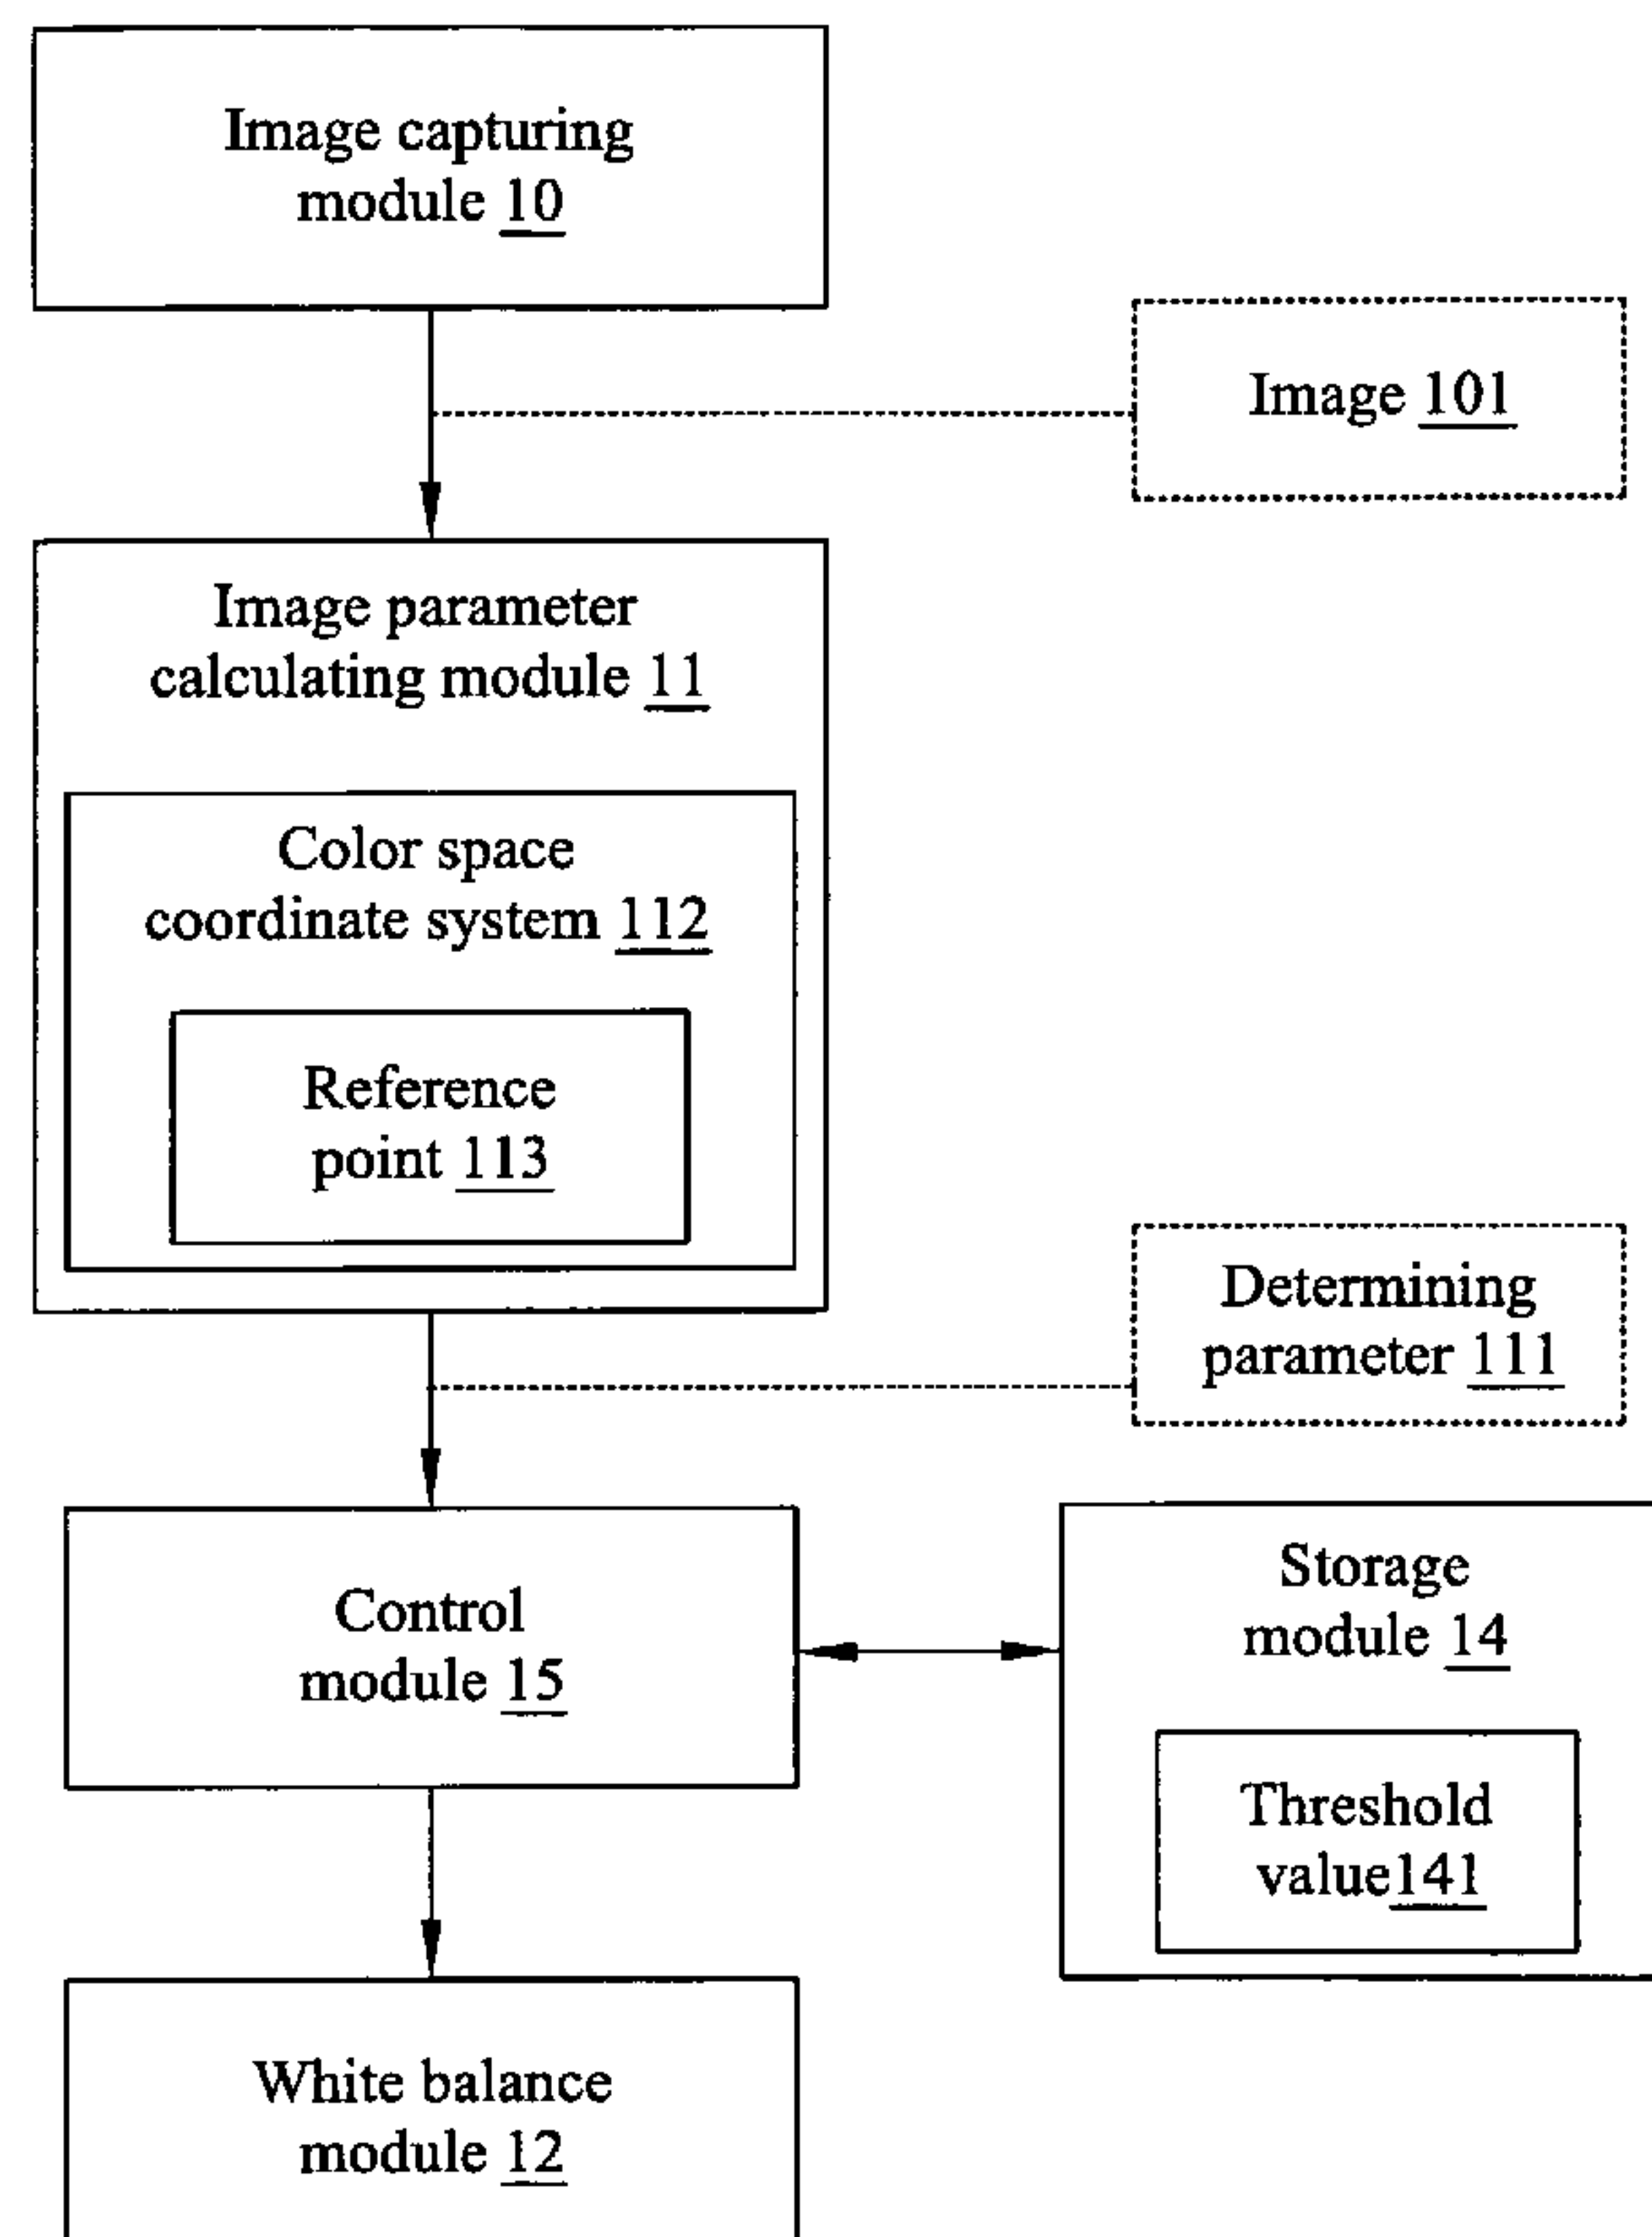 Image capturing
module 10
Image 101
Image parameter
calculating module 11
Color space
coordinate system 112
Reference
point 113
Determining
parameter 111
Control
module 15
Storage
module 14
Threshold
value141
White balance
module 12